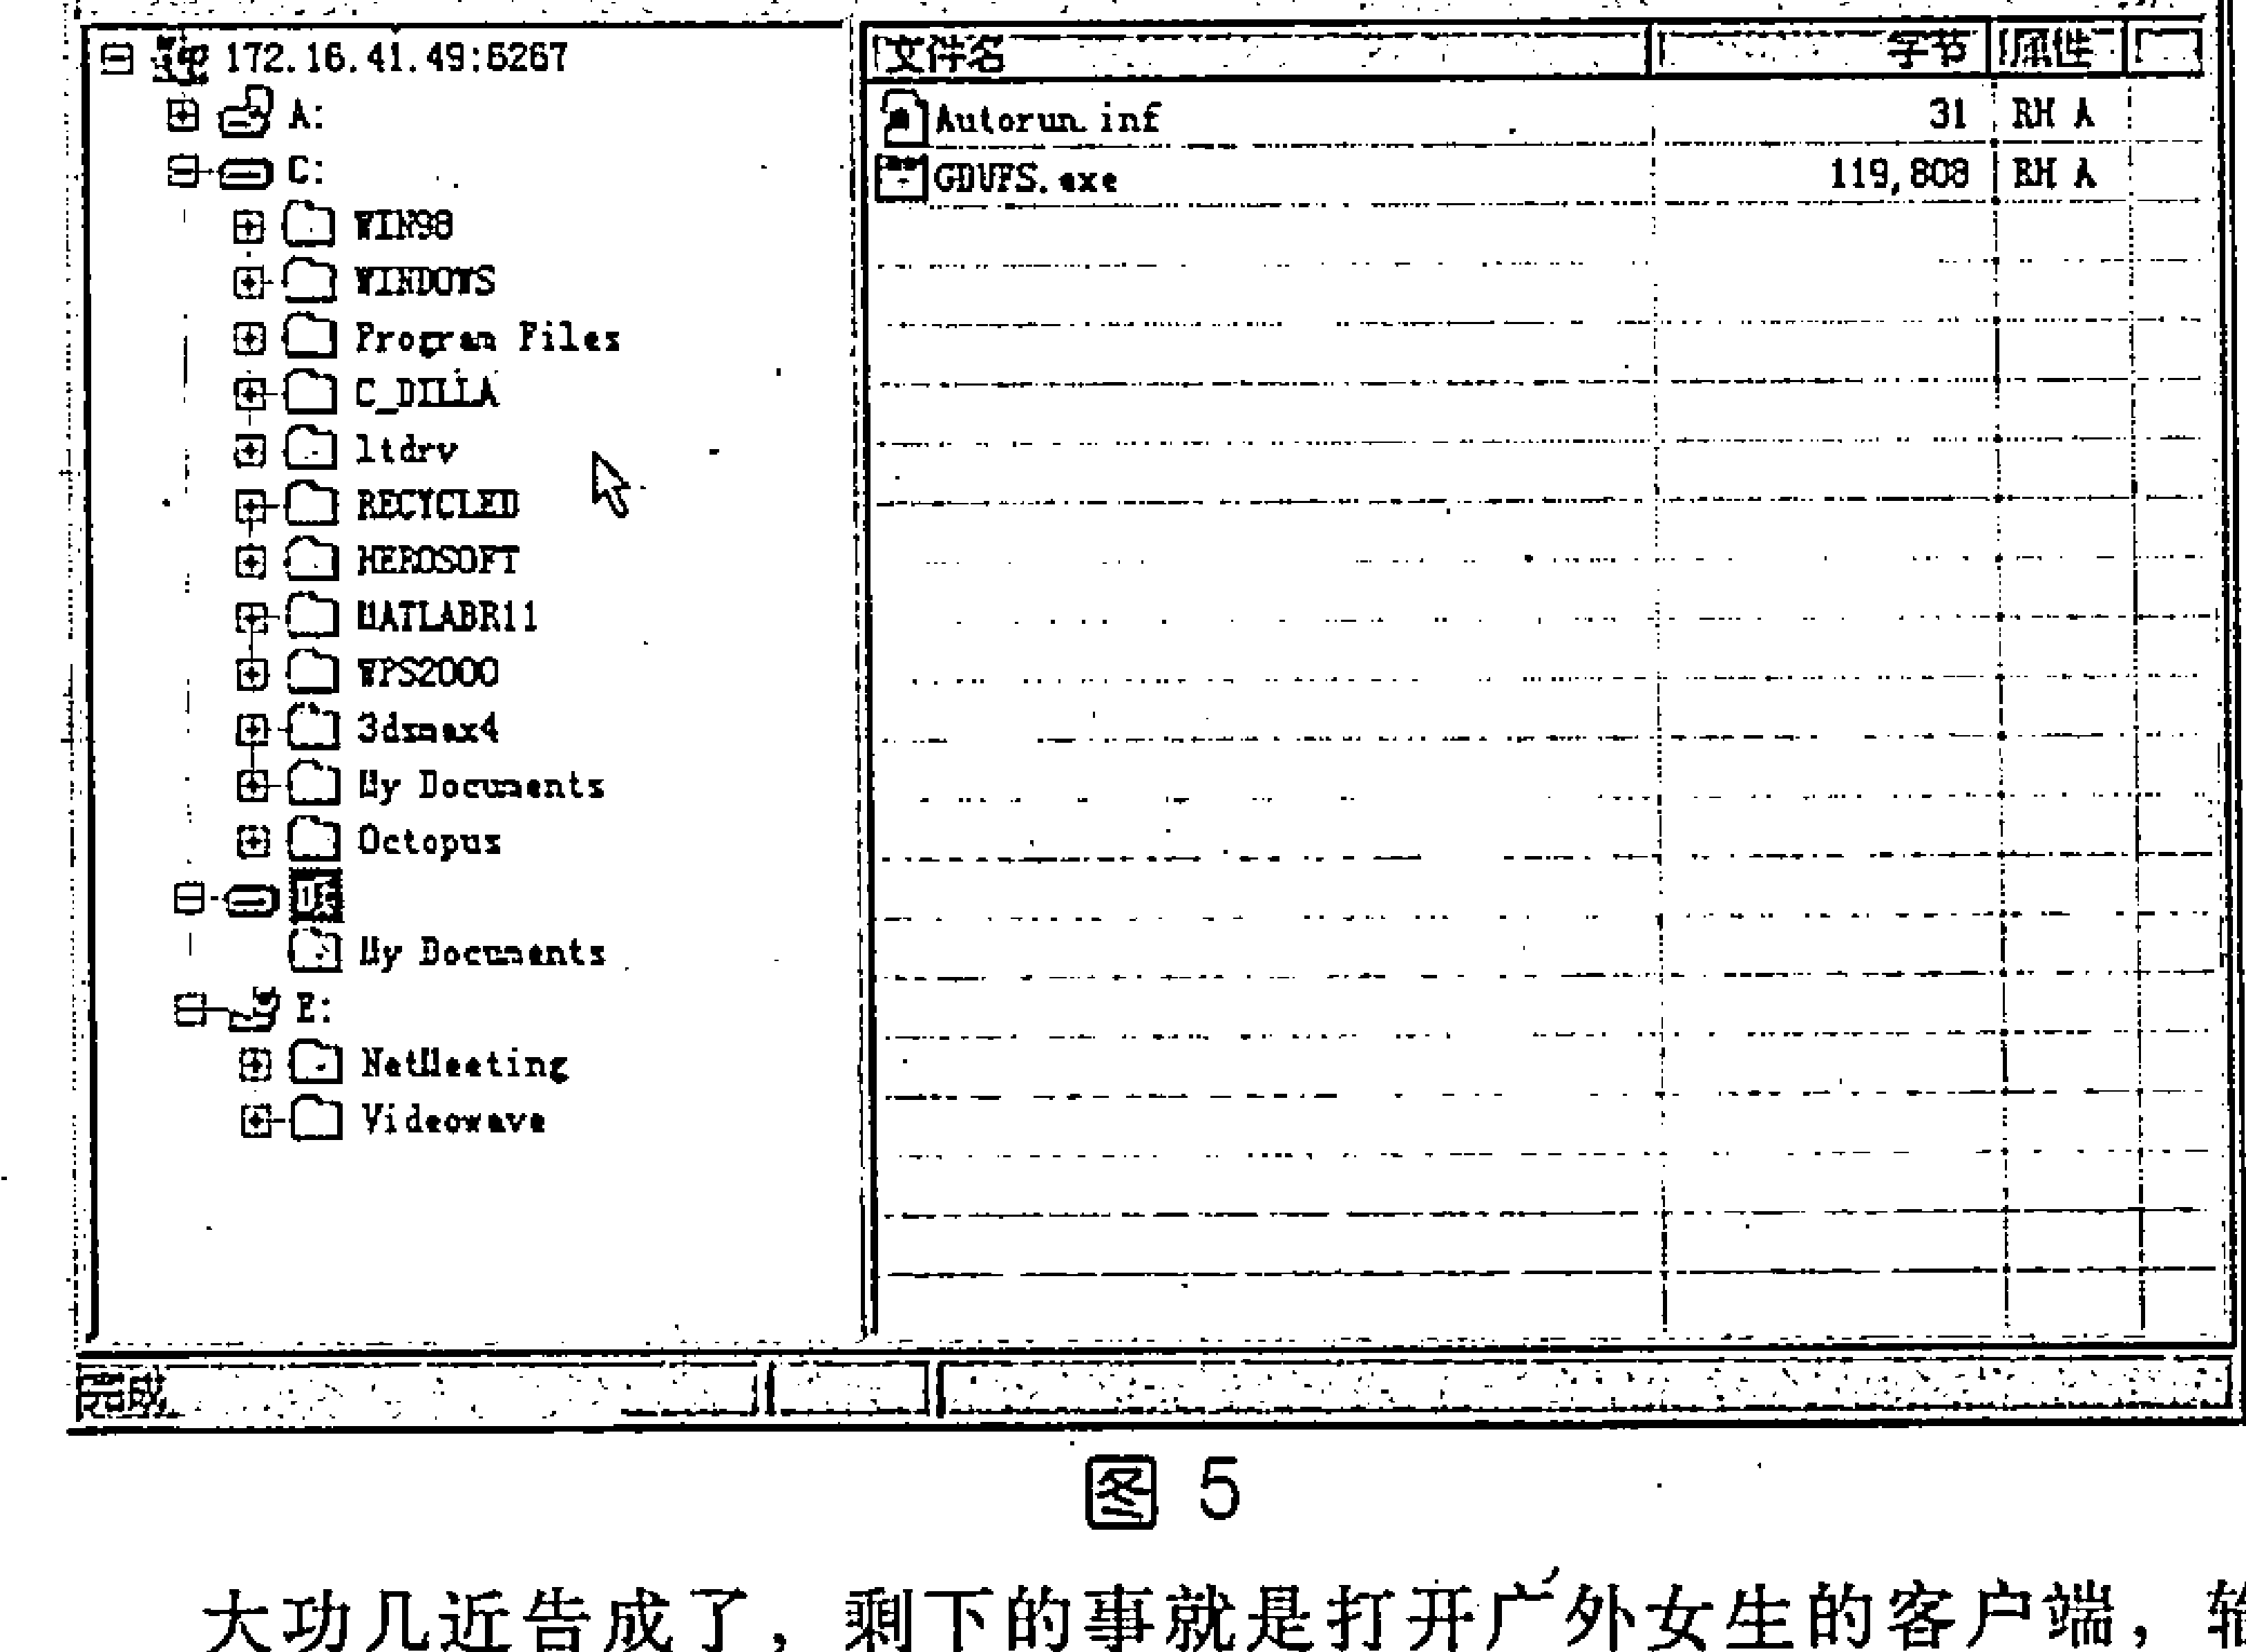 172.16.41.49:6267
A:
C:
WIN98
WINDOWS
Program Files
C_DILLA
ltdrv
RECYCLED
HEROSOFT
MATLABR11
WPS2000
3dsmax4
My Documents
Octopus
My Documents
E:
NetMeeting
Videowave
文件名 字节 属性
Autorun.inf 31 RH A
GDUFS.exe 119,808 RH A
完成
图 5
大功几近告成了，剩下的事就是打开广外女生的客户端，输